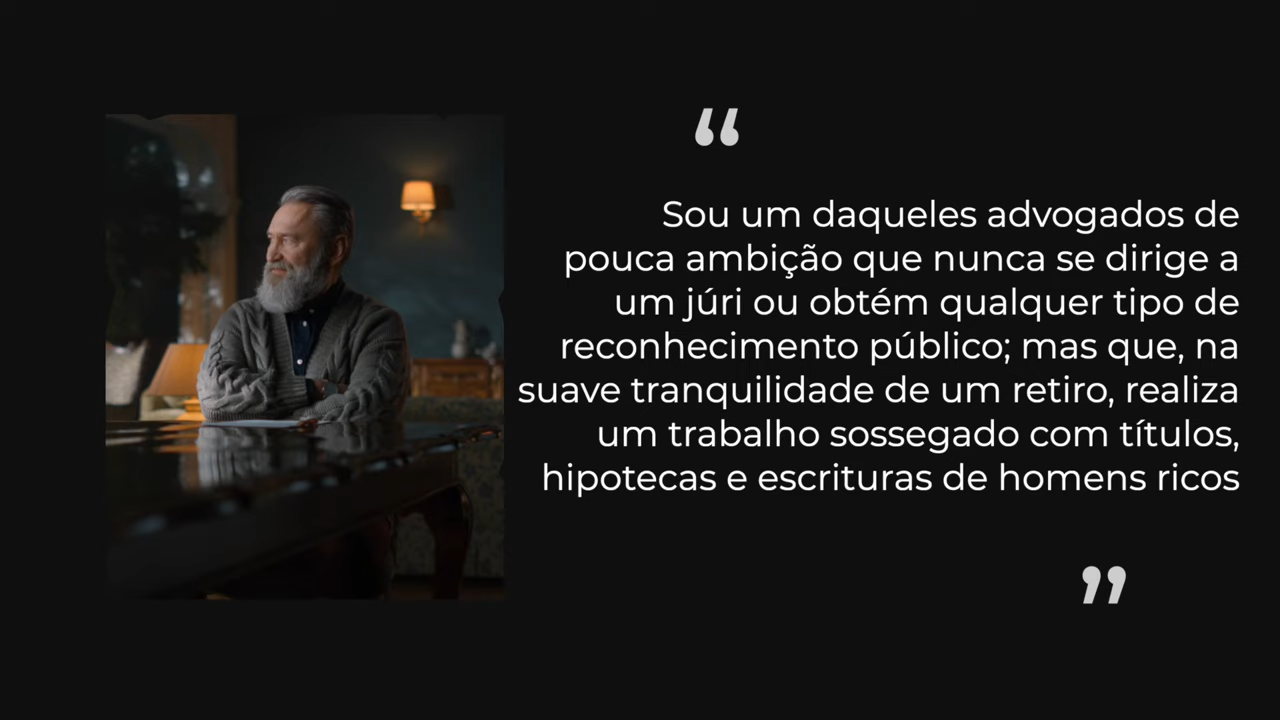 “
Sou um daqueles advogados de
pouca ambição que nunca se dirige a
um júri ou obtém qualquer tipo de
reconhecimento público; mas que, na
suave tranquilidade de um retiro, realiza
um trabalho sossegado com títulos,
hipotecas e escrituras de homens ricos
”